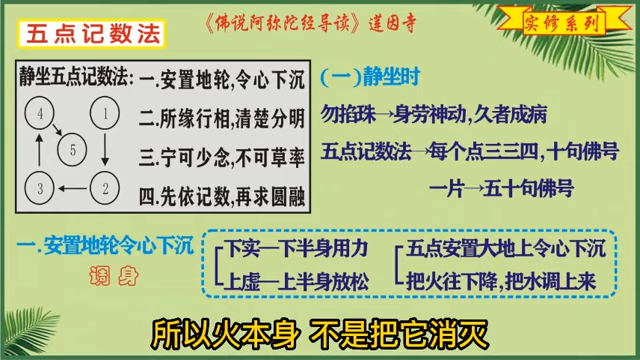 《佛说阿弥陀经导读》莲因寺
实修系列
五点记数法
静坐五点记数法:
4
1
5
3
2
一.安置地轮,令心下沉
二.所缘行相,清楚分明
三.宁可少念,不可草率
四.先依记数,再求圆融
(一)静坐时
勿掐珠→身劳神动,久者成病
五点记数法→每个点三三四,十句佛号
一片→五十句佛号
一.安置地轮令心下沉
调身
下实—下半身用力
上虚—上半身放松
五点安置大地上令心下沉
把火往下降,把水调上来
所以火本身 不是把它消灭